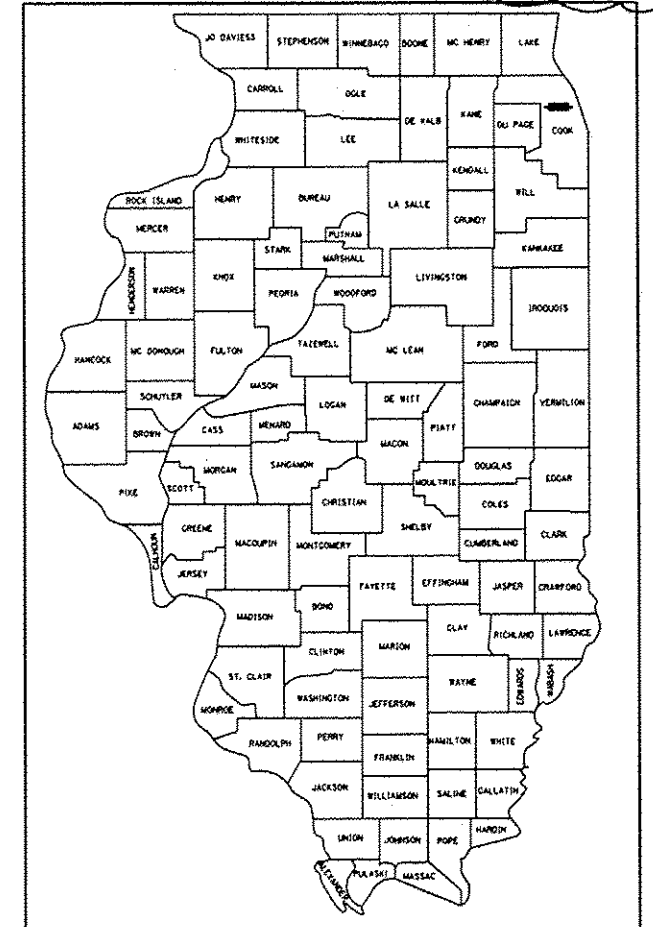 JO DAVIESS STEPHENSON WINNEBAGO BOONE MC HENRY LAKE
CARROLL OGLE DE KALB KANE DU PAGE COOK
WHITESIDE LEE KENDALL WILL
ROCK ISLAND HENRY BUREAU LA SALLE GRUNDY
MERCER PUTNAM KANKAKEE
STARK MARSHALL
HENDERSON WARREN KNOX PEORIA WOODFORD LIVINGSTON IROQUOIS
HANCOCK MC DONOUGH FULTON TAZEWELL MC LEAN FORD
MASON
SCHUYLER LOGAN DE WITT CHAMPAIGN VERMILION
ADAMS BROWN CASS MENARD MACON PIATT
MORGAN SANGAMON DOUGLAS EDGAR
PIKE SCOTT CHRISTIAN MOULTRIE COLES
GREENE MACOUPIN MONTGOMERY SHELBY CUMBERLAND CLARK
CALHOUN JERSEY FAYETTE EFFINGHAM JASPER CRAWFORD
MADISON BOND CLAY RICHLAND LAWRENCE
CLINTON MARION
ST. CLAIR WAYNE EDWARDS WABASH
MONROE WASHINGTON JEFFERSON
RANDOLPH PERRY FRANKLIN HAMILTON WHITE
JACKSON WILLIAMSON SALINE GALLATIN
UNION JOHNSON POPE HARDIN
ALEXANDER PULASKI MASSAC